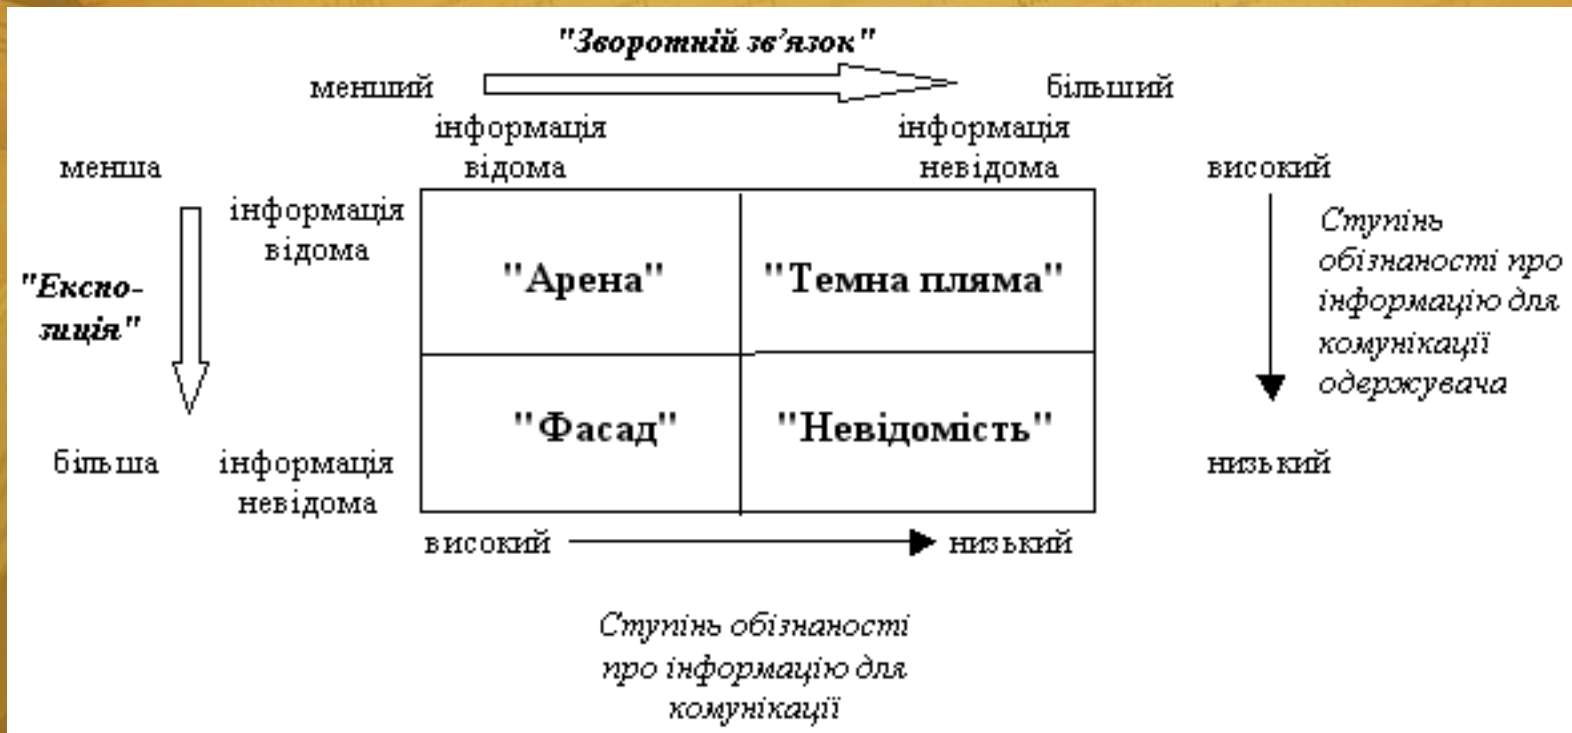 "Зворотній зв’язок"
менший
більший
інформація
відома
інформація
невідома
менша
високий
інформація
відома
"Експо-
зиція"
"Арена"
"Темна пляма"
Ступінь
обізнаності про
інформацію для
комунікації
одержувача
"Фасад"
"Невідомість"
більша
інформація
невідома
низький
високий
низький
Ступінь обізнаності
про інформацію для
комунікації